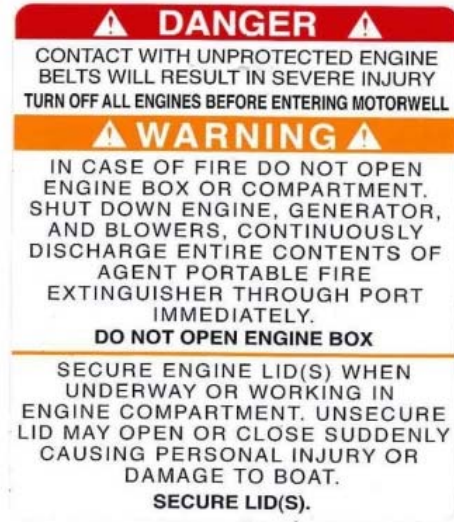 DANGER
CONTACT WITH UNPROTECTED ENGINE
BELTS WILL RESULT IN SEVERE INJURY
TURN OFF ALL ENGINES BEFORE ENTERING MOTORWELL
WARNING
IN CASE OF FIRE DO NOT OPEN
ENGINE BOX OR COMPARTMENT.
SHUT DOWN ENGINE, GENERATOR,
AND BLOWERS, CONTINUOUSLY
DISCHARGE ENTIRE CONTENTS OF
AGENT PORTABLE FIRE
EXTINGUISHER THROUGH PORT
IMMEDIATELY.
DO NOT OPEN ENGINE BOX
SECURE ENGINE LID(S) WHEN
UNDERWAY OR WORKING IN
ENGINE COMPARTMENT. UNSECURE
LID MAY OPEN OR CLOSE SUDDENLY
CAUSING PERSONAL INJURY OR
DAMAGE TO BOAT.
SECURE LID(S).